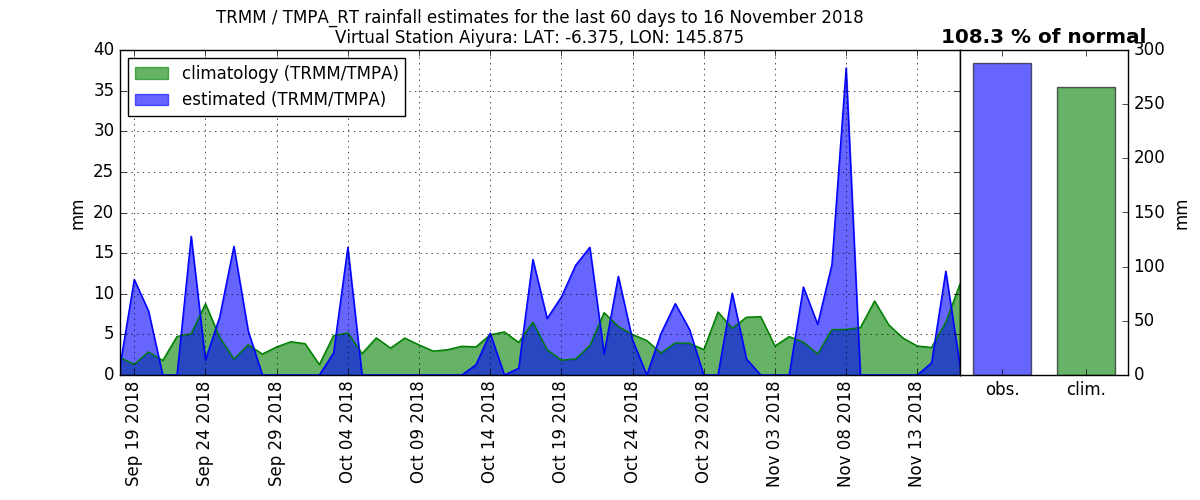 TRMM / TMPA_RT rainfall estimates for the last 60 days to 16 November 2018
Virtual Station Aiyura: LAT: -6.375, LON: 145.875
108.3 % of normal
climatology (TRMM/TMPA)
estimated (TRMM/TMPA)
40
35
30
25
20
15
10
5
0
mm
Sep 19 2018
Sep 24 2018
Sep 29 2018
Oct 04 2018
Oct 09 2018
Oct 14 2018
Oct 19 2018
Oct 24 2018
Oct 29 2018
Nov 03 2018
Nov 08 2018
Nov 13 2018
obs.
clim.
300
250
200
150
100
50
0
mm